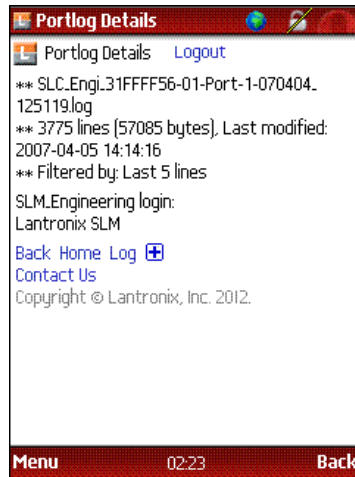 Portlog Details
Portlog Details Logout
** SLC_Engi_31FFFF56-01-Port-1-070404_
125119.log
** 3775 lines (57085 bytes), Last modified:
2007-04-05 14:14:16
** Filtered by: Last 5 lines
SLM_Engineering login:
Lantronix SLM
Back Home Log
Contact Us
Copyright © Lantronix, Inc. 2012.
Menu 02:23 Back